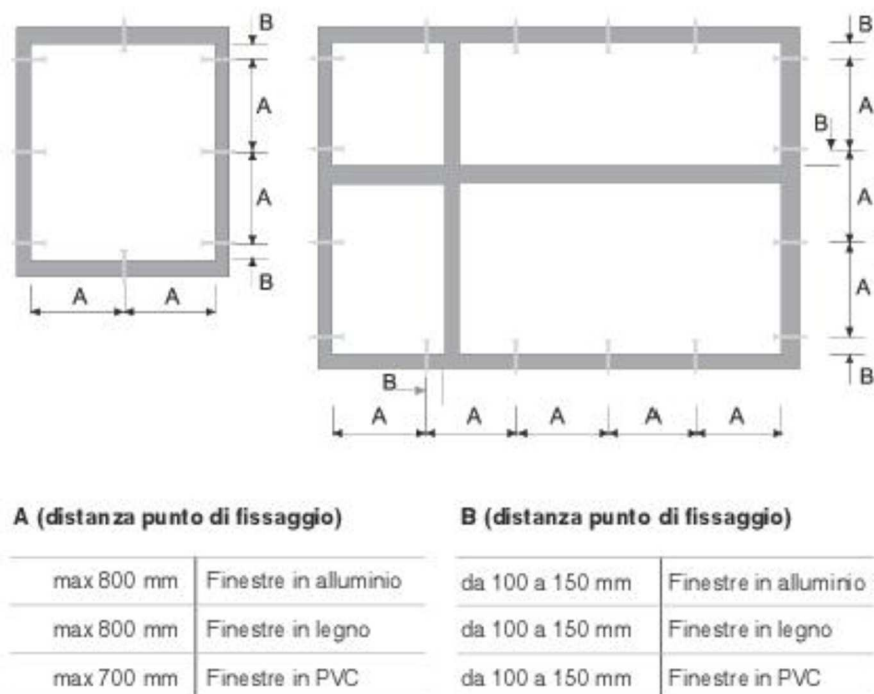 B
B
A
A
B
A
A
A
A
B
B
A
A
B
B
A
A
A
A
A
A (distanza punto di fissaggio)
max 800 mm Finestre in alluminio
max 800 mm Finestre in legno
max 700 mm Finestre in PVC
B (distanza punto di fissaggio)
da 100 a 150 mm Finestre in alluminio
da 100 a 150 mm Finestre in legno
da 100 a 150 mm Finestre in PVC